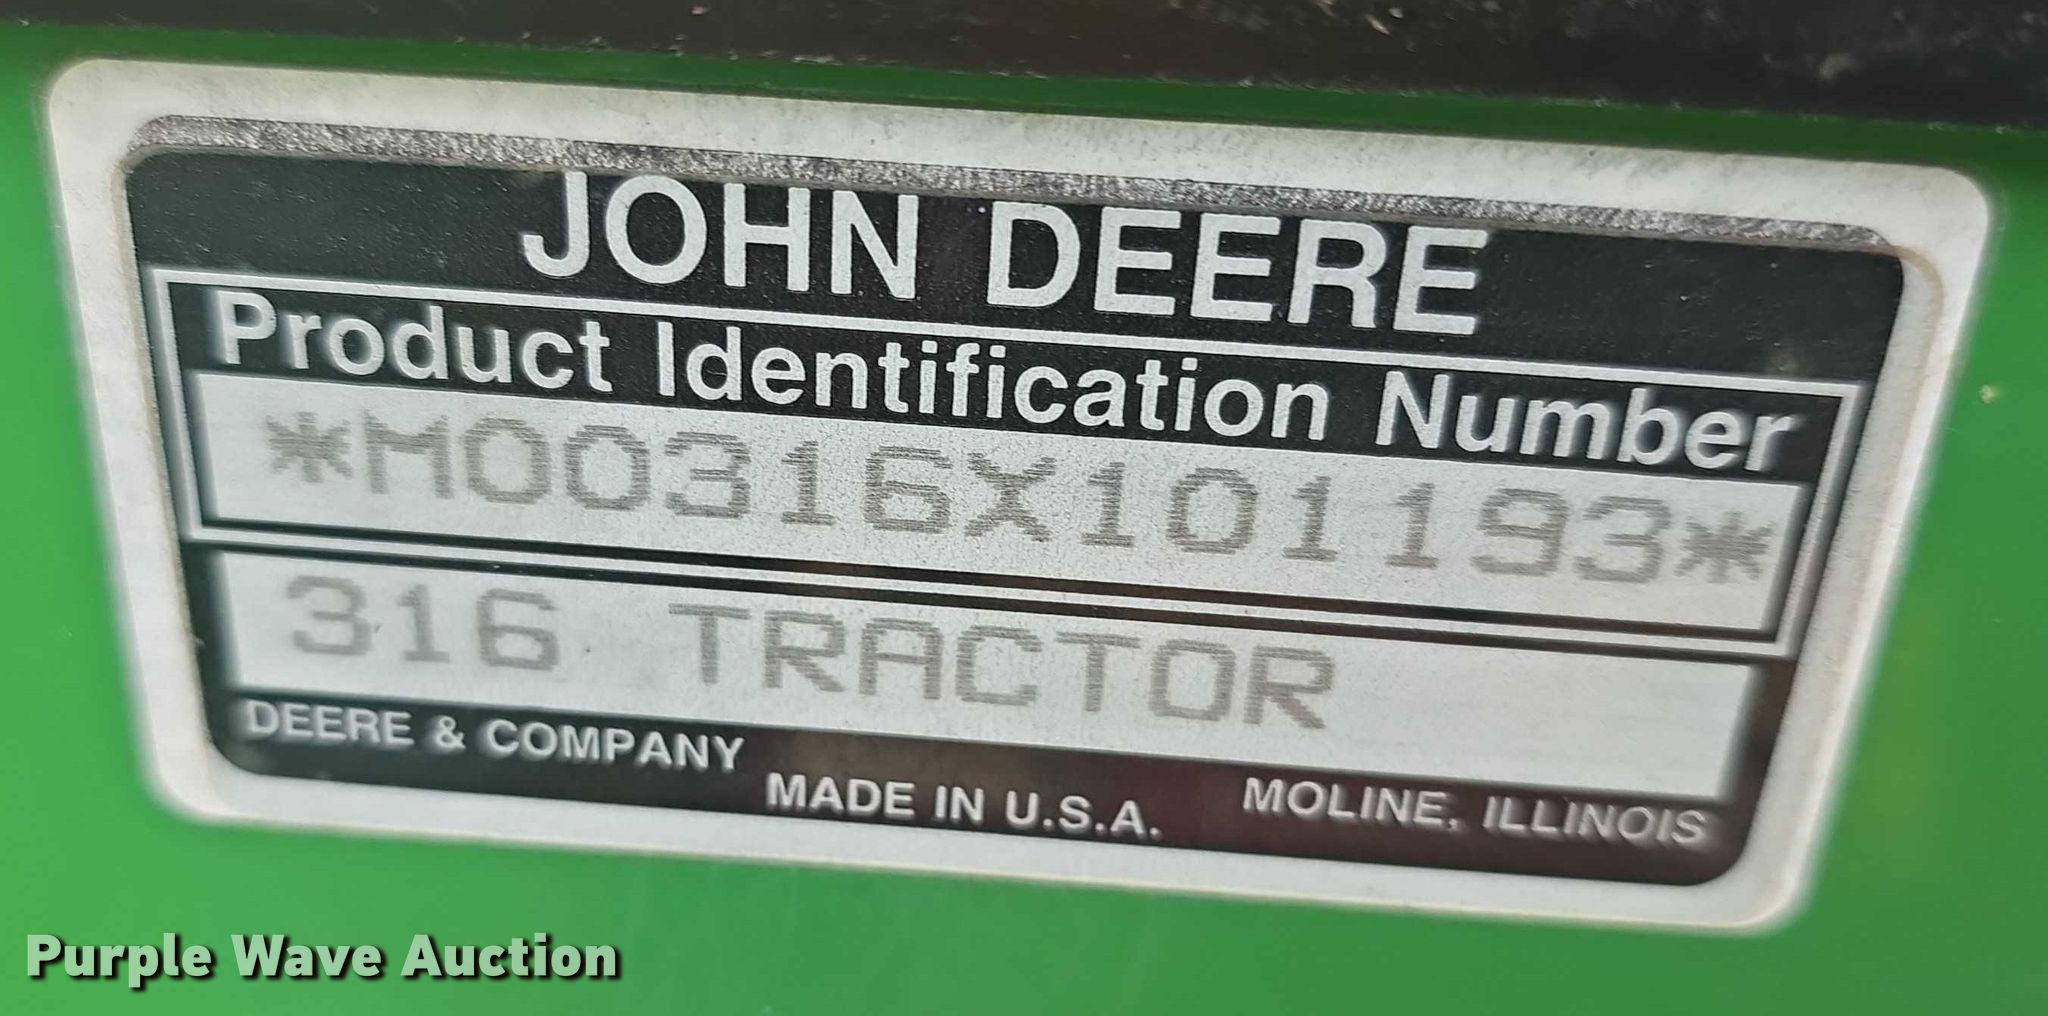 JOHN DEERE
Product Identification Number
*M00316X101193*
316 TRACTOR
DEERE & COMPANY MADE IN U.S.A. MOLINE, ILLINOIS
Purple Wave Auction